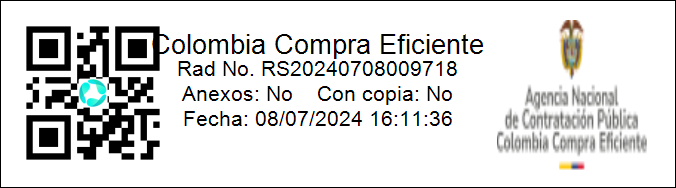 Colombia Compra Eficiente
Rad No. RS20240708009718
Anexos: No Con copia: No
Fecha: 08/07/2024 16:11:36
Agencia Nacional
de Contratación Pública
Colombia Compra Eficiente